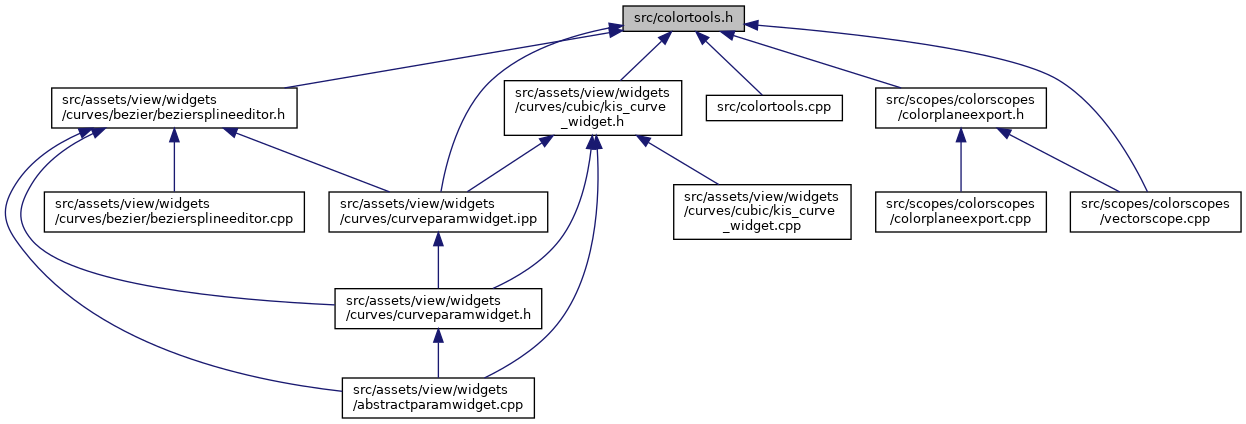 src/colortools.h
src/assets/view/widgets
/curves/bezier/beziersplineeditor.h
src/assets/view/widgets
/curves/cubic/kis_curve
_widget.h
src/colortools.cpp
src/scopes/colorscopes
/colorplaneexport.h
src/assets/view/widgets
/curves/bezier/beziersplineeditor.cpp
src/assets/view/widgets
/curves/curveparamwidget.ipp
src/assets/view/widgets
/curves/cubic/kis_curve
_widget.cpp
src/scopes/colorscopes
/colorplaneexport.cpp
src/scopes/colorscopes
/vectorscope.cpp
src/assets/view/widgets
/curves/curveparamwidget.h
src/assets/view/widgets
/abstractparamwidget.cpp